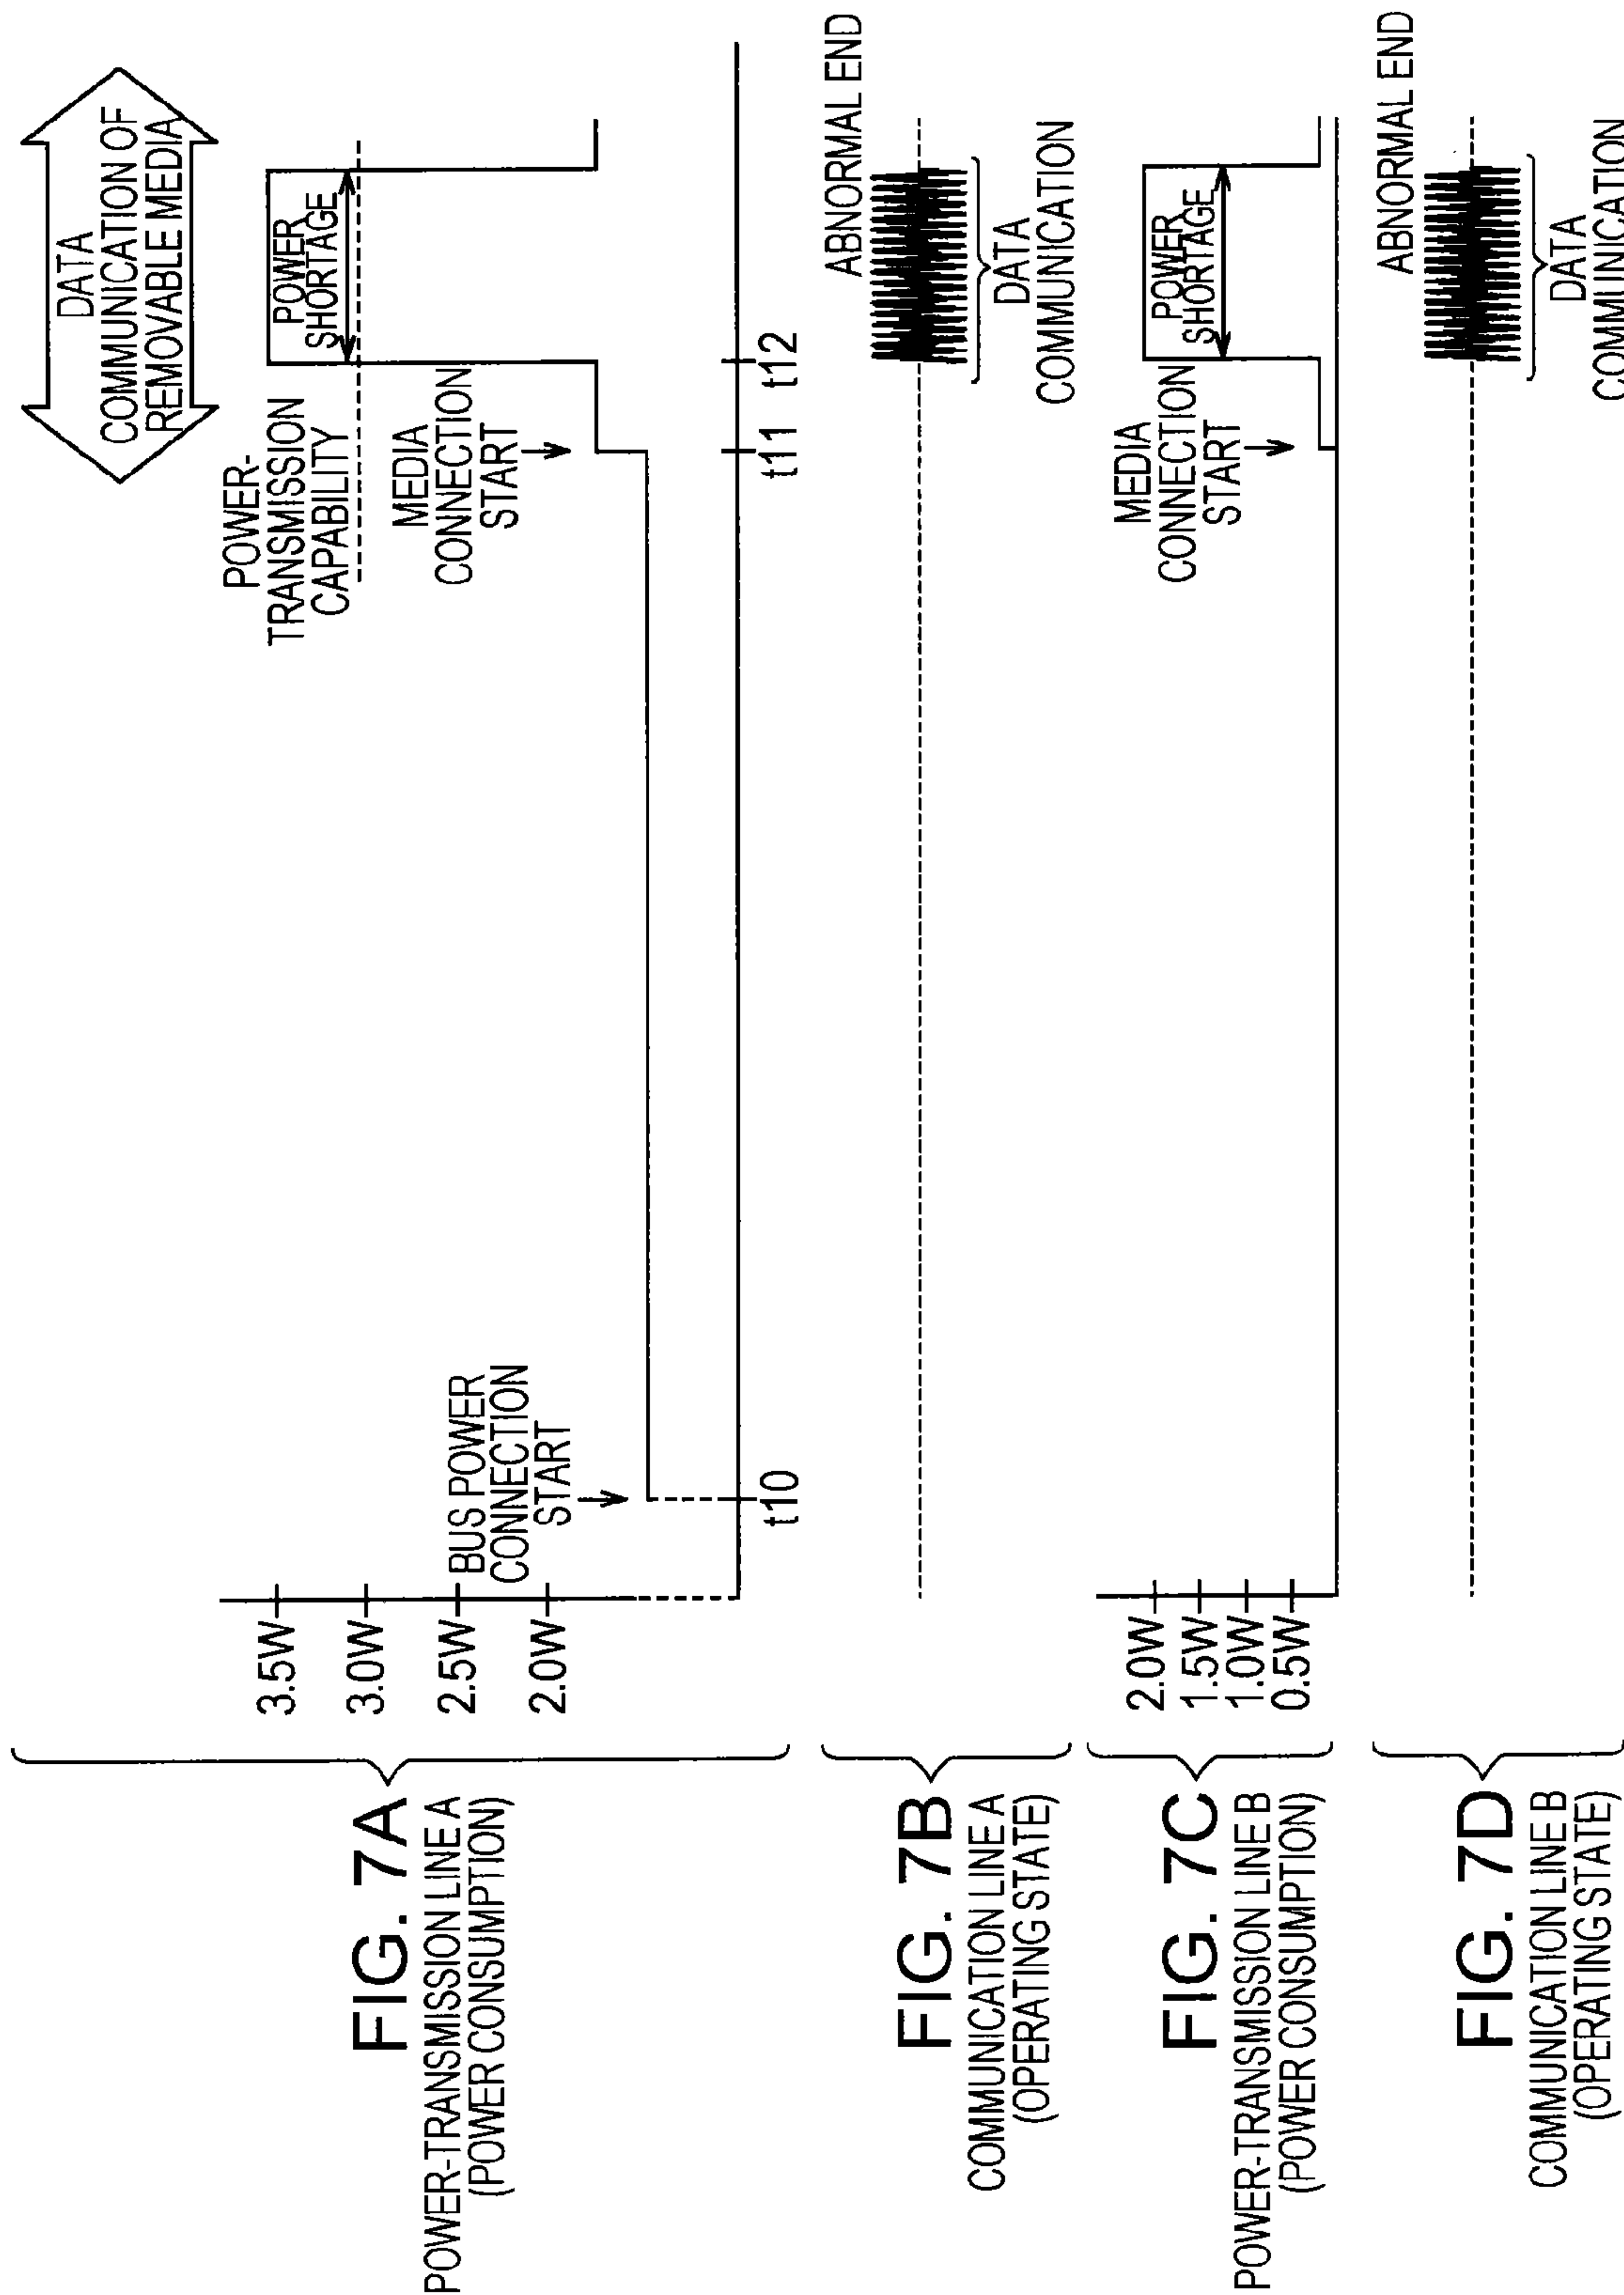 FIG. 7A
POWER-TRANSMISSION LINE A
(POWER CONSUMPTION)
3.5W
3.0W
2.5W
2.0W
BUS POWER
CONNECTION
START
POWER-
TRANSMISSION
CAPABILITY
MEDIA
CONNECTION
START
DATA
COMMUNICATION OF
REMOVABLE MEDIA
POWER
SHORTAGE
t10
t11
t12
FIG. 7B
COMMUNICATION LINE A
(OPERATING STATE)
ABNORMAL END
DATA
COMMUNICATION
FIG. 7C
POWER-TRANSMISSION LINE B
(POWER CONSUMPTION)
2.0W
1.5W
1.0W
0.5W
MEDIA
CONNECTION
START
POWER
SHORTAGE
FIG. 7D
COMMUNICATION LINE B
(OPERATING STATE)
ABNORMAL END
DATA
COMMUNICATION